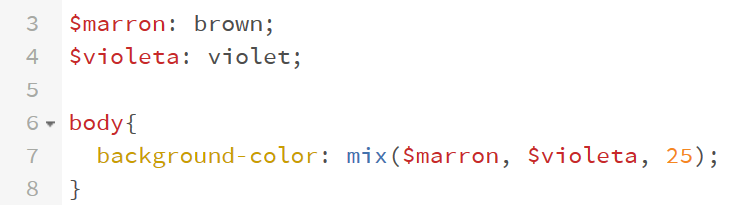 3 $marron: brown;
4 $violeta: violet;
5
6 body{
7 background-color: mix($marron, $violeta, 25);
8 }